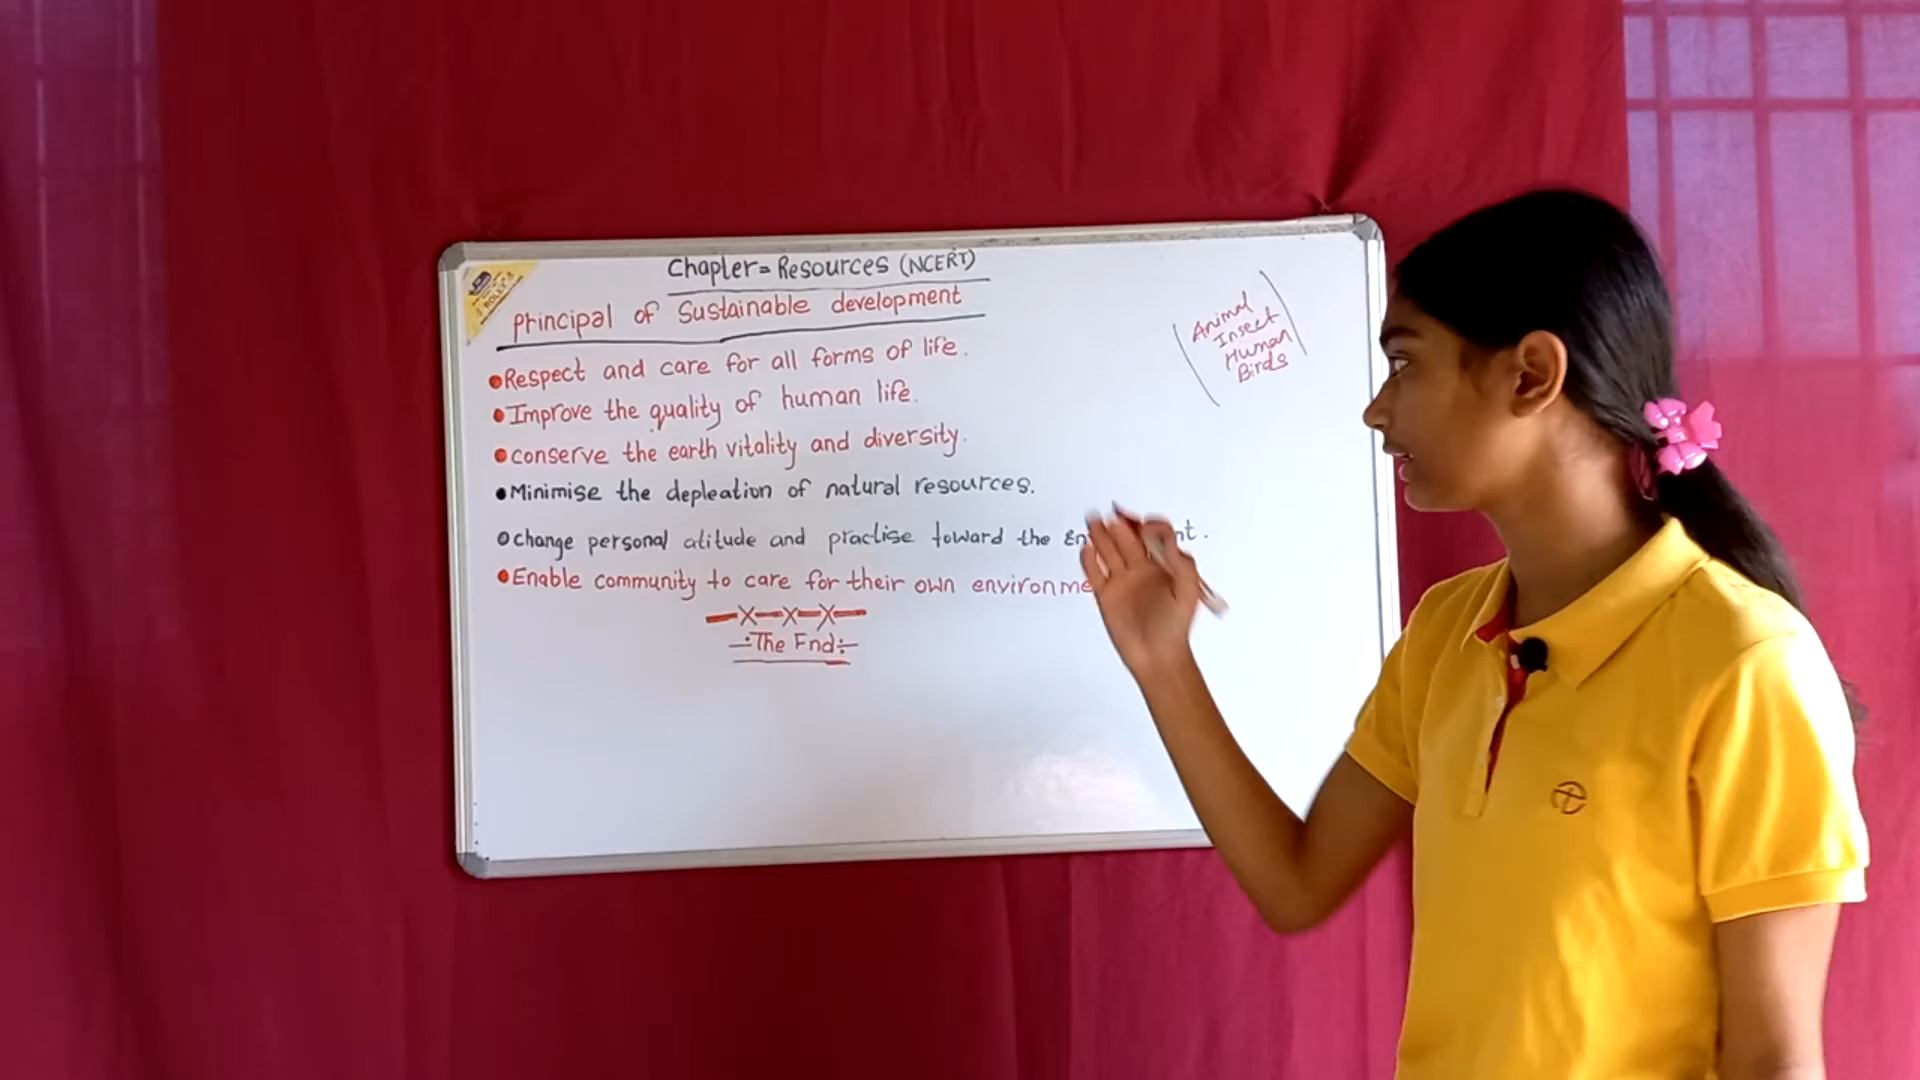 Chapter = Resources (NCERT)
Principal of Sustainable development
•Respect and care for all forms of life.
•Improve the quality of human life.
•conserve the earth vitality and diversity.
•Minimise the depleation of natural resources.
•change personal atitude and practise toward the
•Enable community to care for their own
—X—X—X—
The End
Animal
Insect
Human
Birds